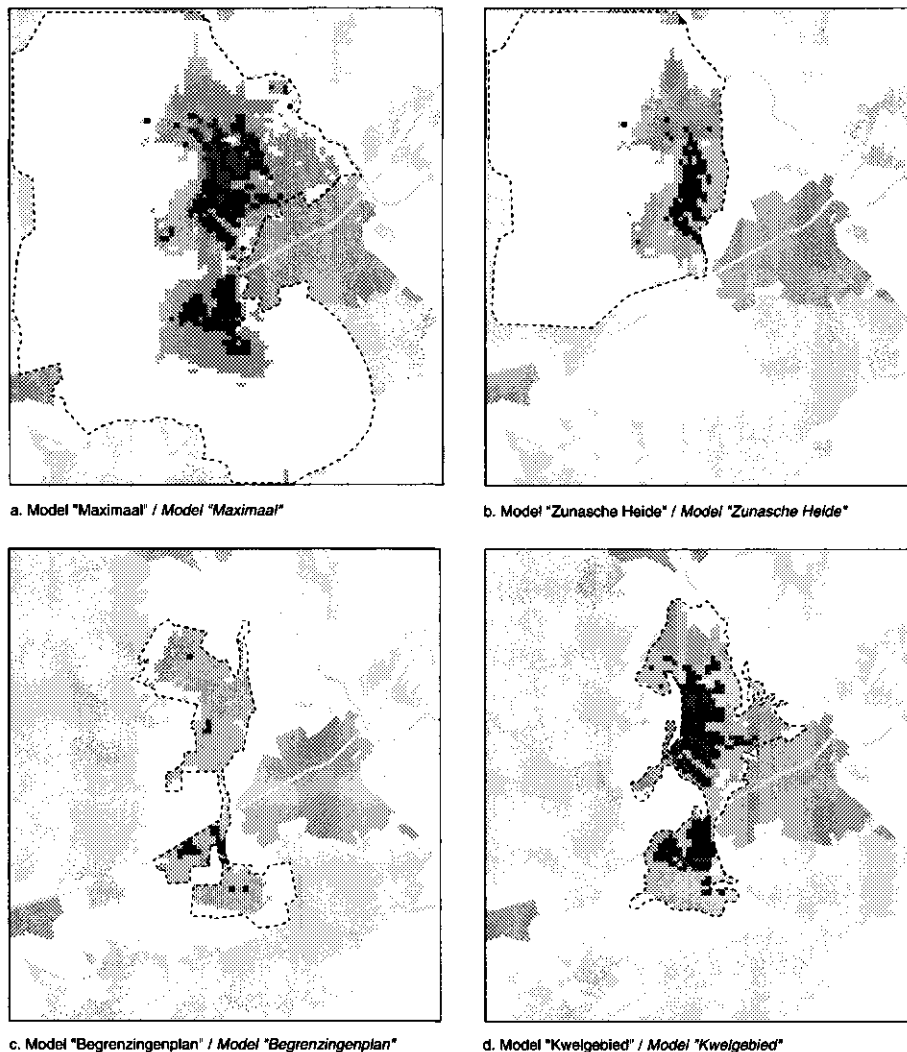 a. Model "Maximaal" / Model "Maximaal"
b. Model "Zunasche Heide" / Model "Zunasche Heide"
c. Model "Begrenzingenplan" / Model "Begrenzingenplan"
d. Model "Kwelgebied" / Model "Kwelgebied"